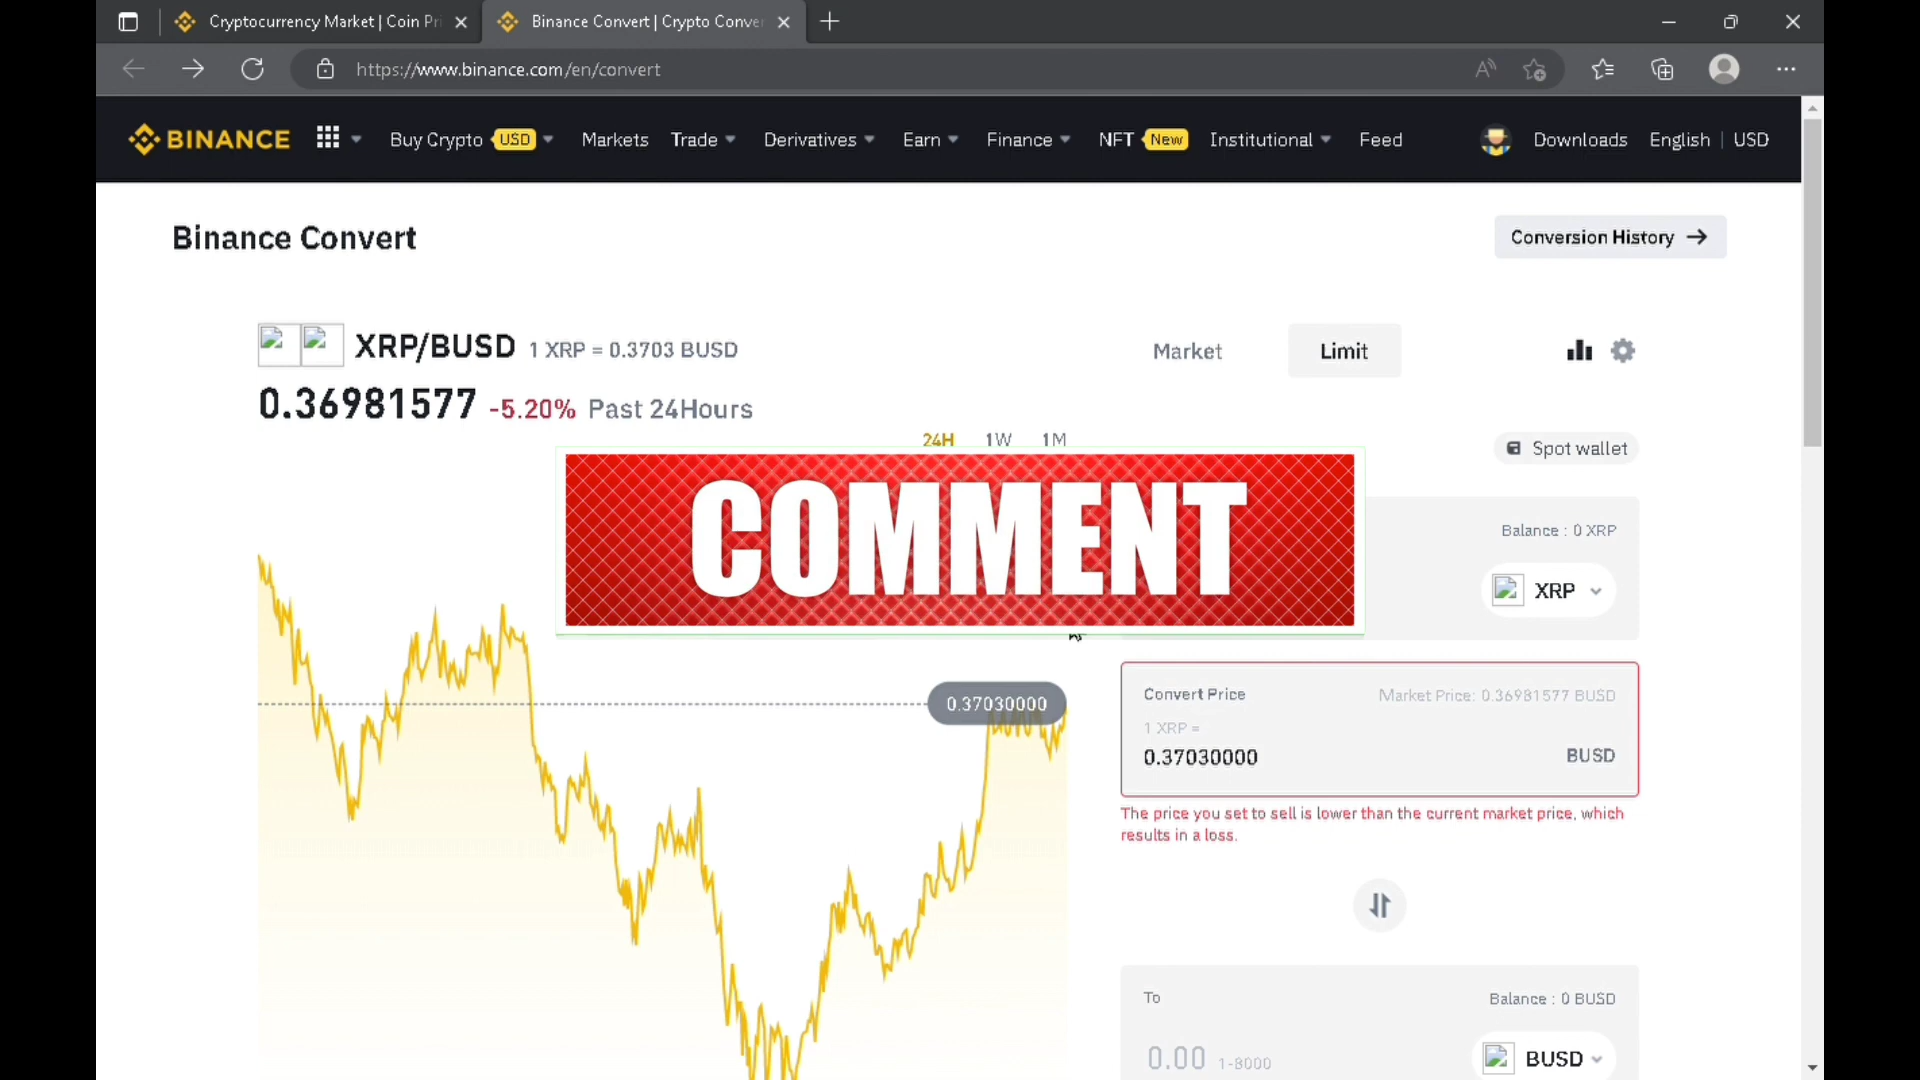 Cryptocurrency Market | Coin Pri
Binance Convert | Crypto Conver
https://www.binance.com/en/convert
BINANCE
Buy Crypto USD
Markets
Trade
Derivatives
Earn
Finance
NFT New
Institutional
Feed
Downloads
English | USD
Binance Convert
Conversion History →
XRP/BUSD 1 XRP = 0.3703 BUSD
Market
Limit
0.36981577 -5.20% Past 24Hours
24H 1W 1M
Spot wallet
COMMENT
Balance : 0 XRP
XRP
0.37030000
Convert Price
Market Price: 0.36981577 BUSD
1 XRP =
0.37030000
BUSD
The price you set to sell is lower than the current market price, which
results in a loss.
To
Balance : 0 BUSD
0.00 1-8000
BUSD